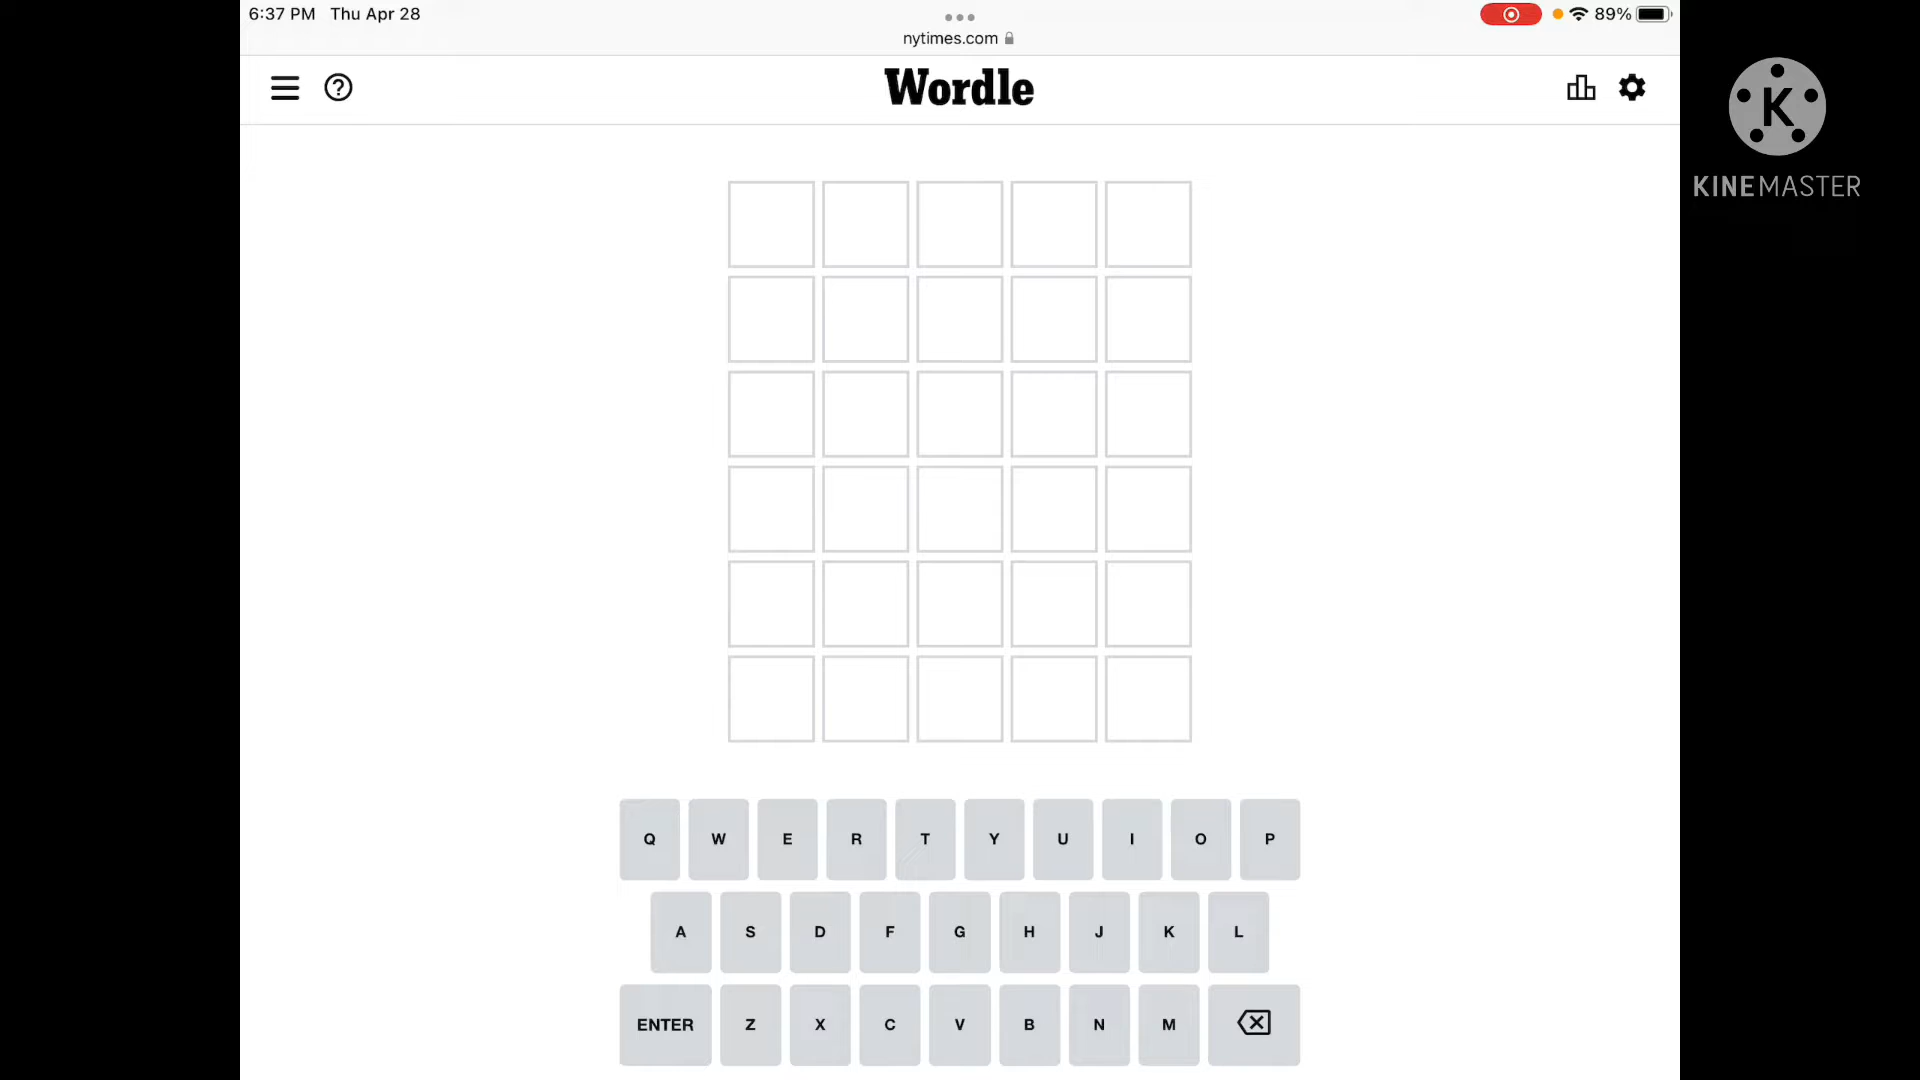 6:37 PM Thu Apr 28
89%
nytimes.com
Wordle
K
KINEMASTER
Q W E R T Y U I O P
A S D F G H J K L
ENTER Z X C V B N M